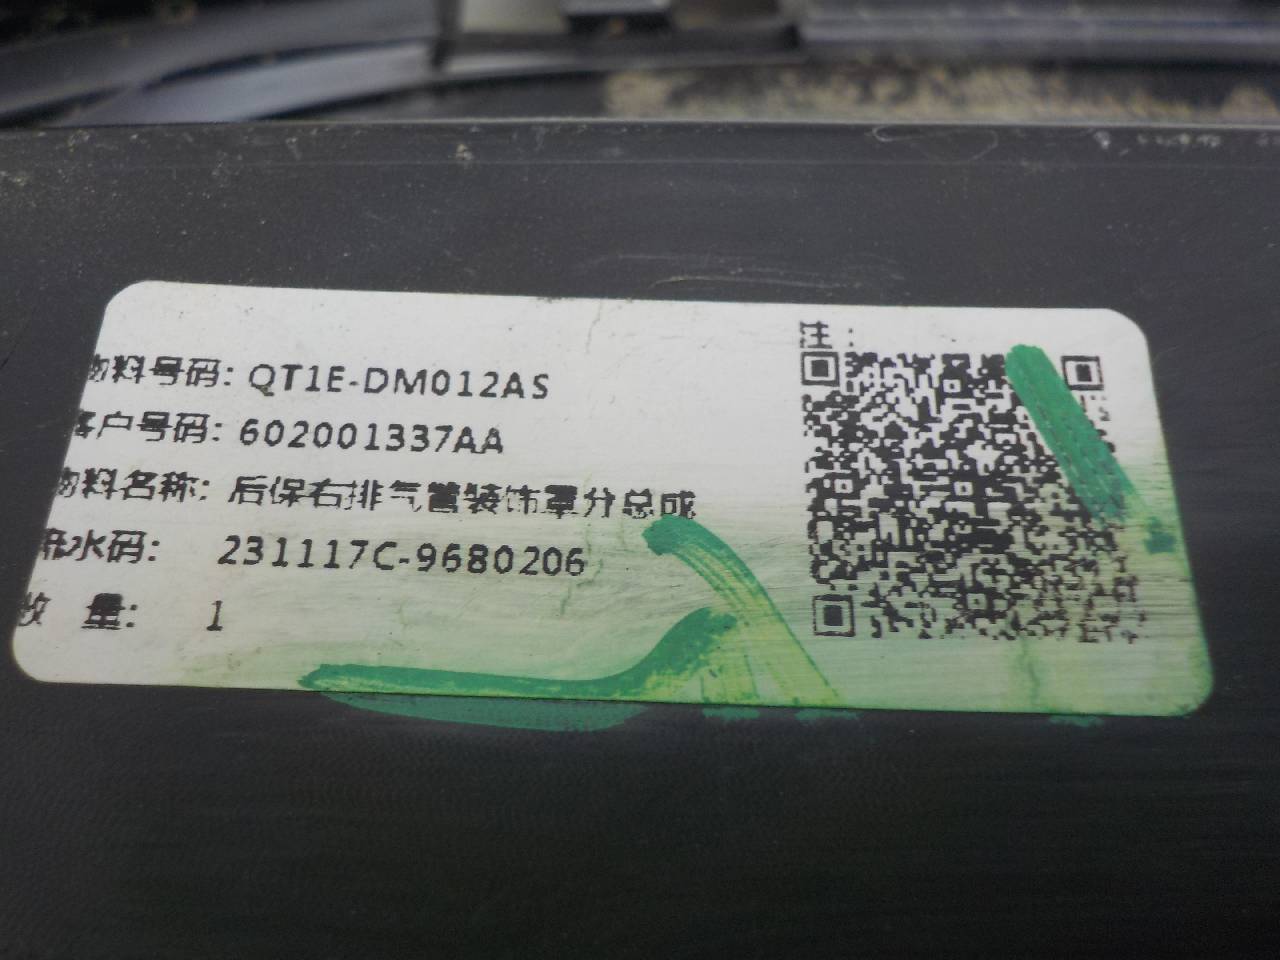 注:
物料号码: QT1E-DM012AS
客户号码: 602001337AA
物料名称: 后保右排气管装饰罩分总成
流水码: 231117C-9680206
数 量: 1